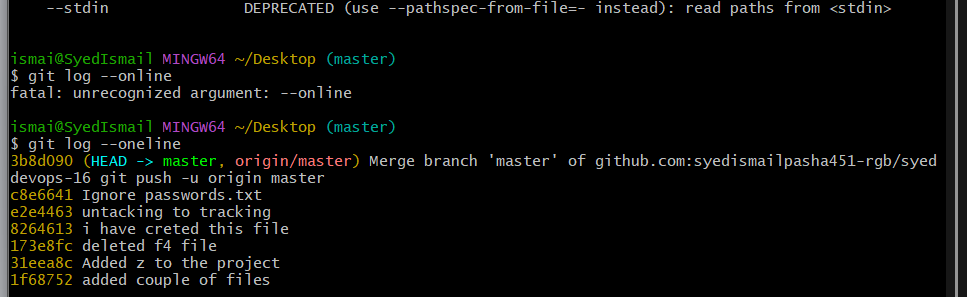 --stdin DEPRECATED (use --pathspec-from-file=- instead): read paths from <stdin>
ismai@SyedIsmail MINGW64 ~/Desktop (master)
$ git log --online
fatal: unrecognized argument: --online
ismai@SyedIsmail MINGW64 ~/Desktop (master)
$ git log --oneline
3b8d090 (HEAD -> master, origin/master) Merge branch 'master' of github.com:syedismailpasha451-rgb/syed
devops-16 git push -u origin master
c8e6641 Ignore passwords.txt
e2e4463 untacking to tracking
8264613 i have creted this file
173e8fc deleted f4 file
31eea8c Added z to the project
1f68752 added couple of files